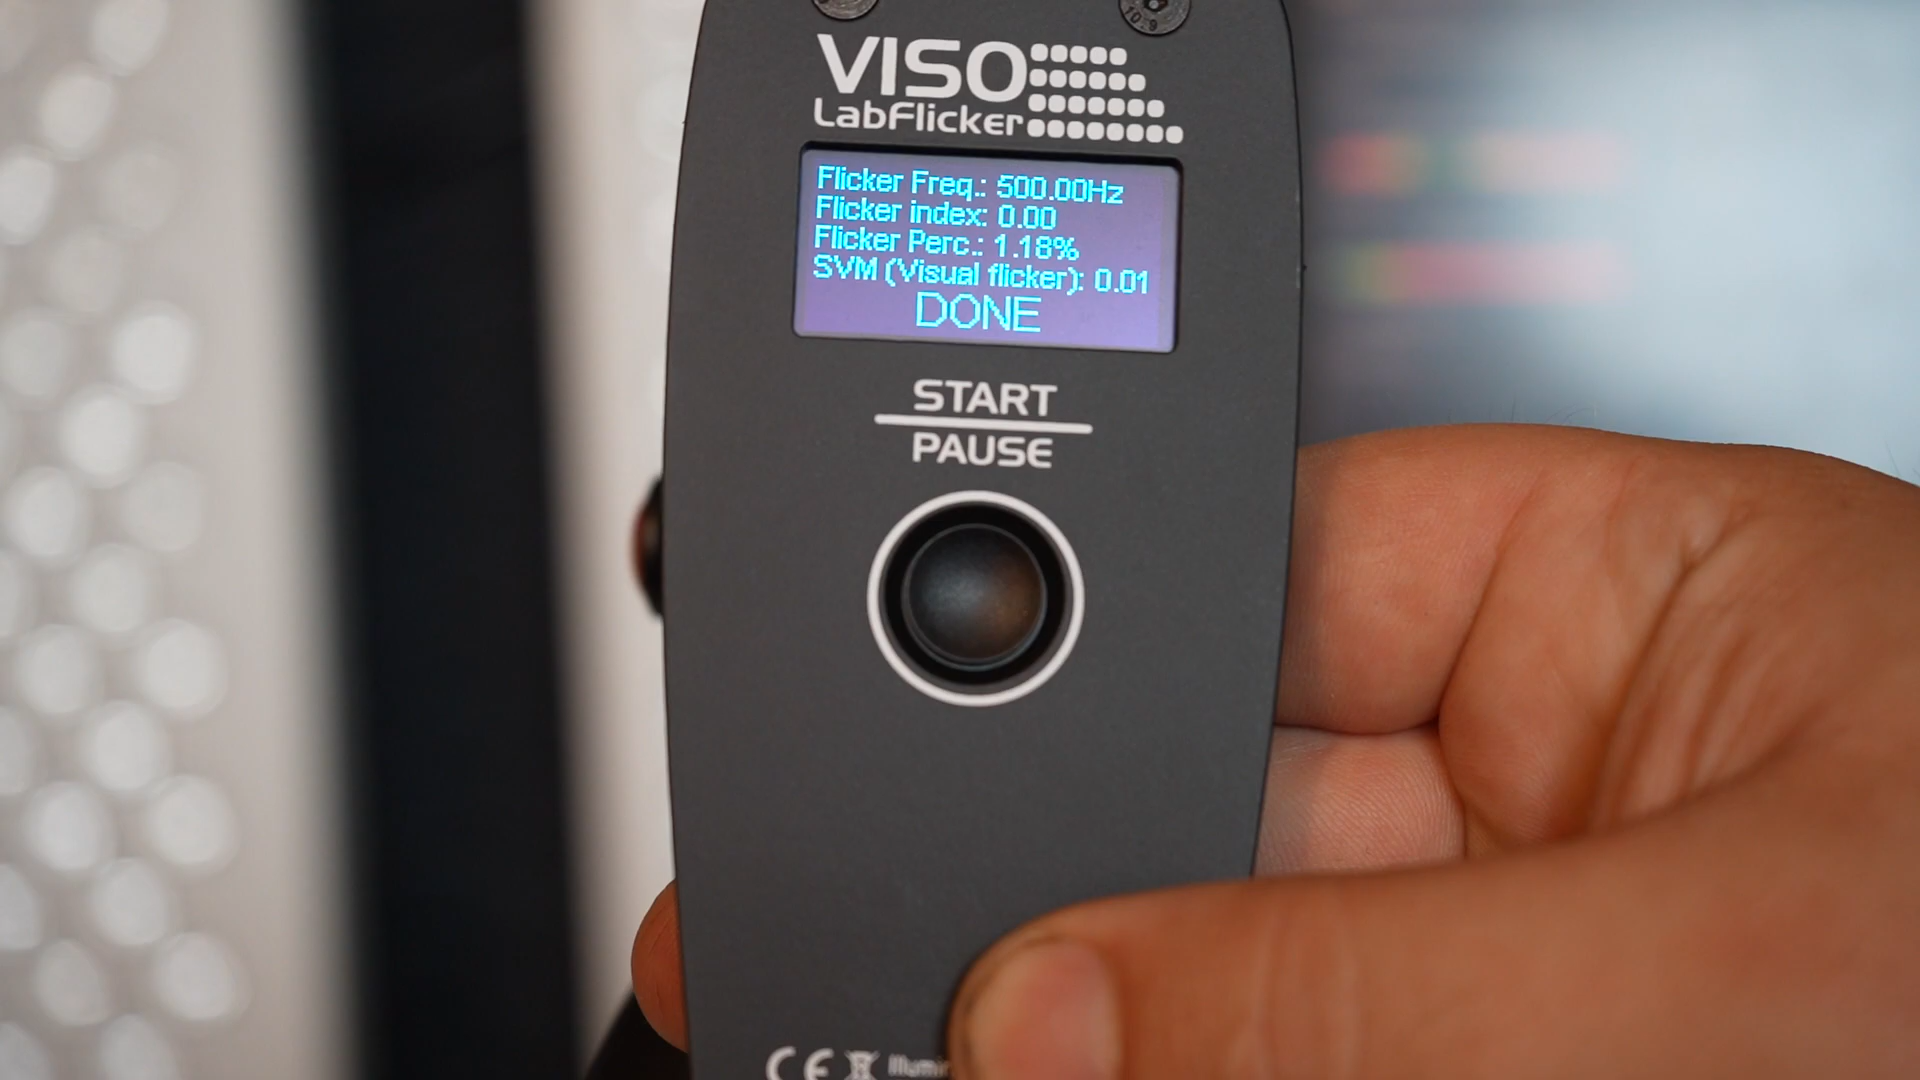 VISO
LabFlicker
Flicker Freq.: 500.00Hz
Flicker index: 0.00
Flicker Perc.: 1.18%
SVM (Visual flicker): 0.01
DONE
START
PAUSE
CE